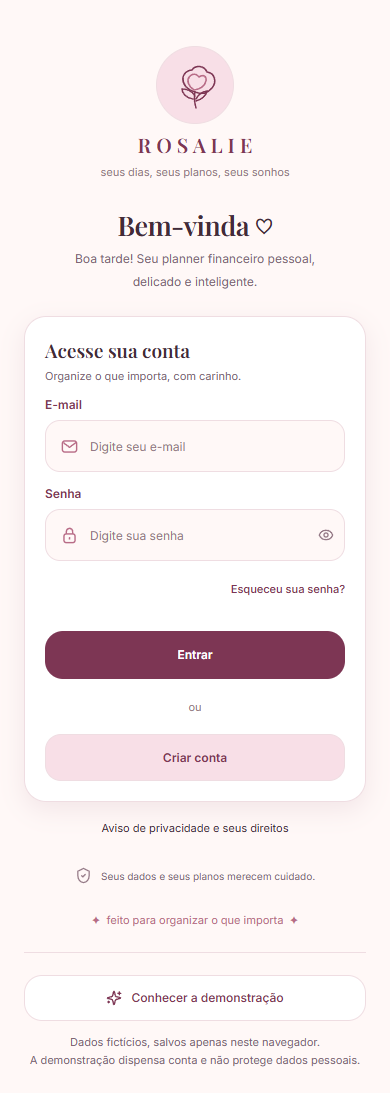 ROSALIE
seus dias, seus planos, seus sonhos
Bem-vinda ♡
Boa tarde! Seu planner financeiro pessoal,
delicado e inteligente.
Acesse sua conta
Organize o que importa, com carinho.
E-mail
Digite seu e-mail
Senha
Digite sua senha
Esqueceu sua senha?
Entrar
ou
Criar conta
Aviso de privacidade e seus direitos
Seus dados e seus planos merecem cuidado.
✦ feito para organizar o que importa ✦
Conhecer a demonstração
Dados fictícios, salvos apenas neste navegador.
A demonstração dispensa conta e não protege dados pessoais.